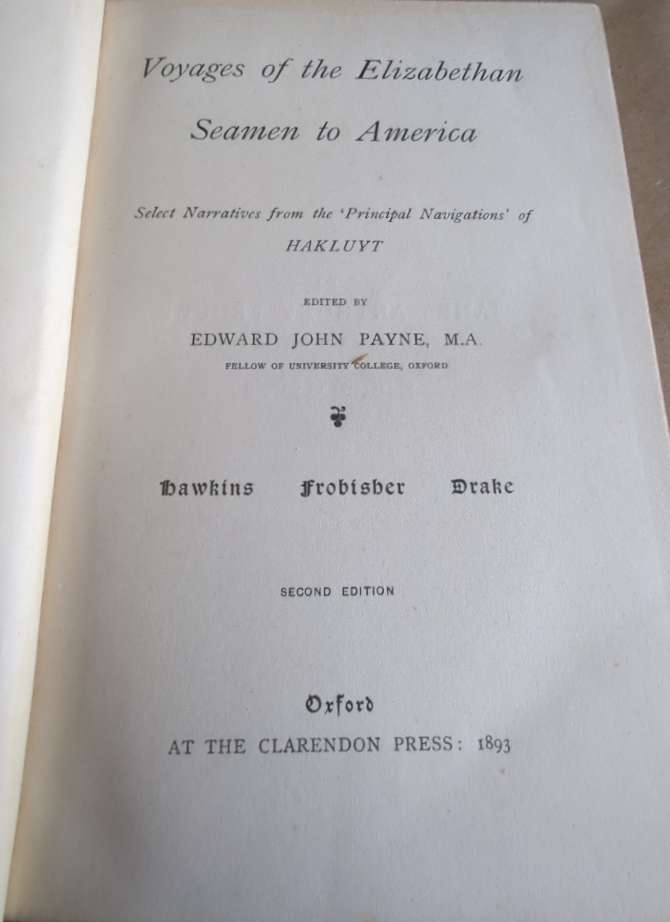 Voyages of the Elizabethan
Seamen to America
Select Narratives from the ‘Principal Navigations’ of
HAKLUYT
EDITED BY
EDWARD JOHN PAYNE, M.A.
FELLOW OF UNIVERSITY COLLEGE, OXFORD
Hawkins Frobisher Drake
SECOND EDITION
Oxford
AT THE CLARENDON PRESS: 1893